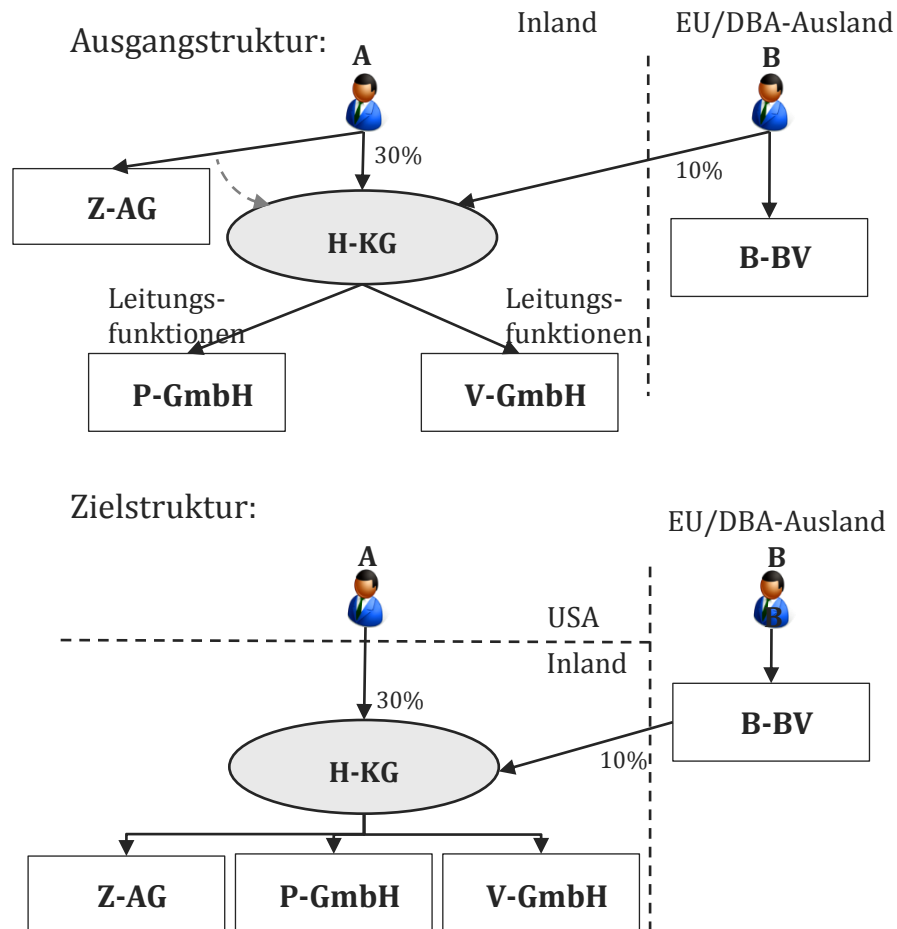 Ausgangstruktur:
Inland
EU/DBA-Ausland
A
B
30%
10%
Z-AG
H-KG
B-BV
Leitungs-
funktionen
Leitungs-
funktionen
P-GmbH
V-GmbH
Zielstruktur:
EU/DBA-Ausland
A
B
B
USA
Inland
30%
B-BV
10%
H-KG
Z-AG
P-GmbH
V-GmbH